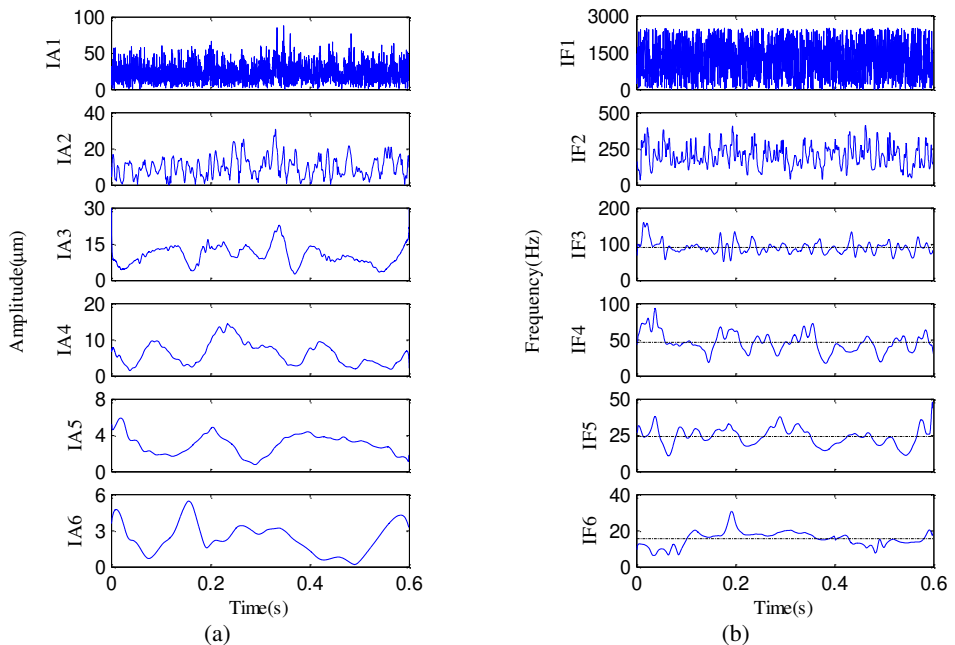 Amplitude(μm)
IA1
100
50
0
IA2
40
20
0
IA3
30
15
0
IA4
20
10
0
IA5
8
4
0
IA6
6
3
0
0 0.2 0.4 0.6
Time(s)
(a)
Frequency(Hz)
IF1
3000
1500
0
IF2
500
250
0
IF3
200
100
0
IF4
100
50
0
IF5
50
25
0
IF6
40
20
0
0 0.2 0.4 0.6
Time(s)
(b)